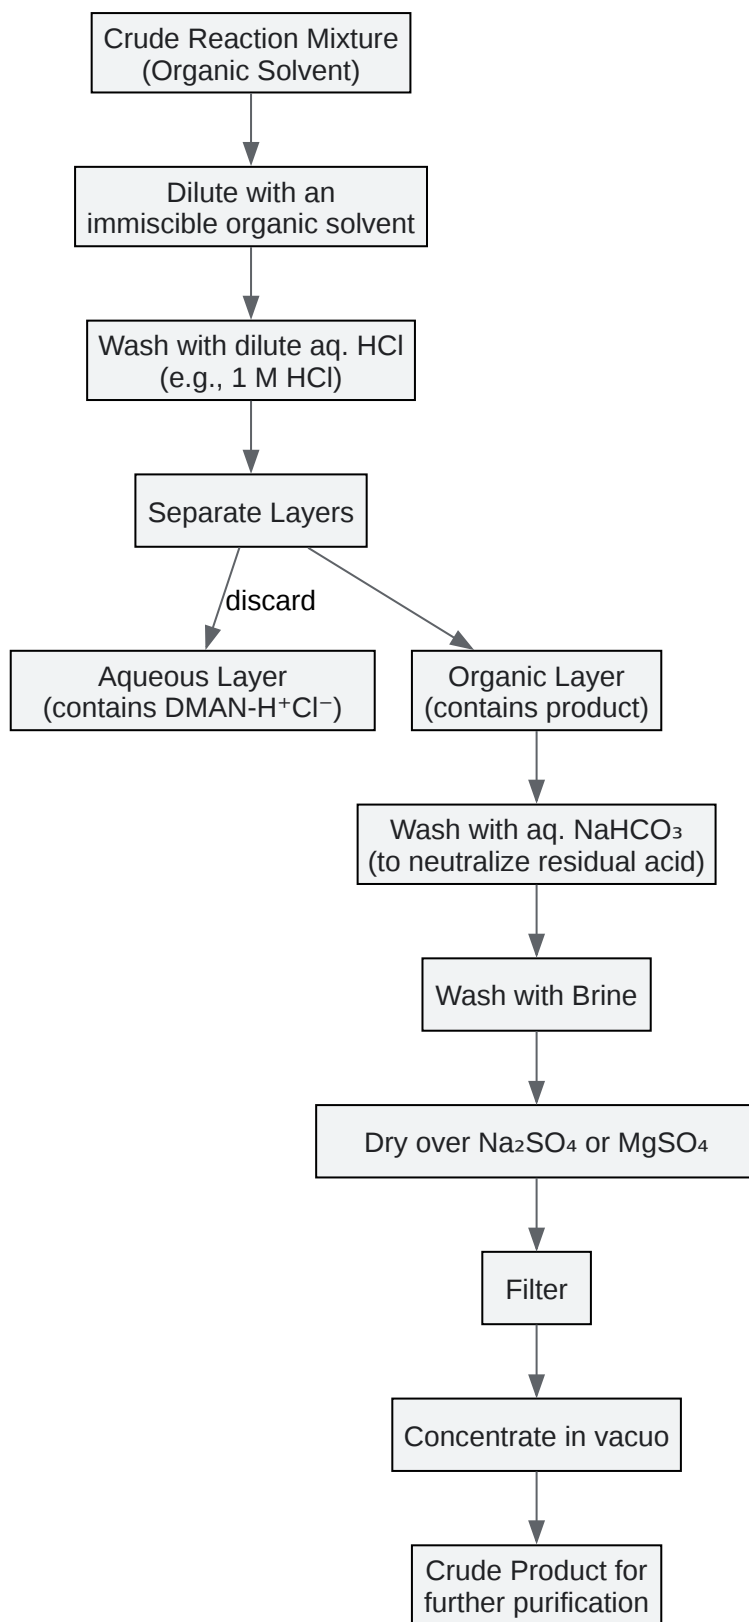 Crude Reaction Mixture
(Organic Solvent)
Dilute with an
immiscible organic solvent
Wash with dilute aq. HCl
(e.g., 1 M HCl)
Separate Layers
discard
Aqueous Layer
(contains DMAN-H⁺Cl⁻)
Organic Layer
(contains product)
Wash with aq. NaHCO₃
(to neutralize residual acid)
Wash with Brine
Dry over Na₂SO₄ or MgSO₄
Filter
Concentrate in vacuo
Crude Product for
further purification